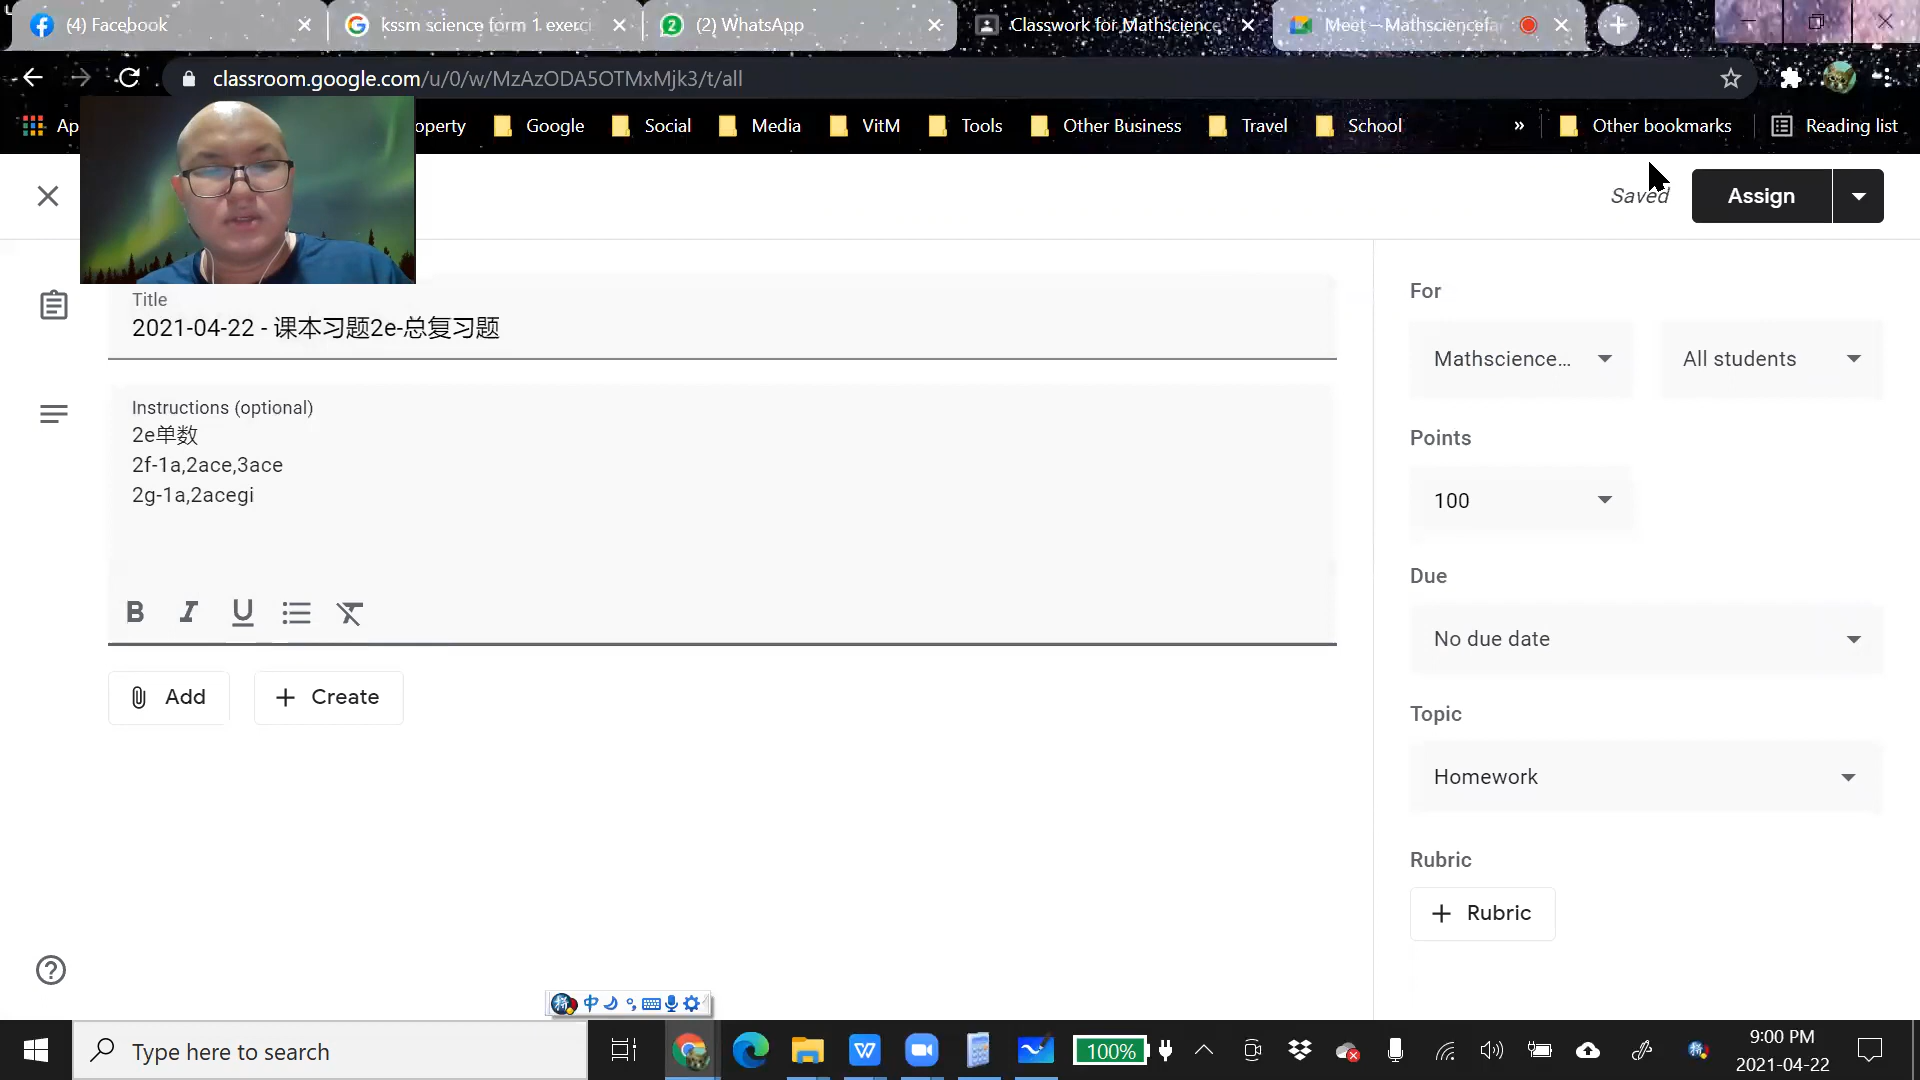 (4) Facebook
kssm science form 1 exerci
(2) WhatsApp
Classwork for Mathscience
Meet – Mathsciencefa
classroom.google.com/u/0/w/MzAzODA5OTMxMjk3/t/all
Ap
operty
Google
Social
Media
VitM
Tools
Other Business
Travel
School
»
Other bookmarks
Reading list
Saved
Assign
Title
2021-04-22 - 课本习题2e-总复习题
Instructions (optional)
2e单数
2f-1a,2ace,3ace
2g-1a,2acegi
B I U
Add
Create
For
Mathscience...
All students
Points
100
Due
No due date
Topic
Homework
Rubric
Rubric
拼 中
Type here to search
100%
9:00 PM
2021-04-22